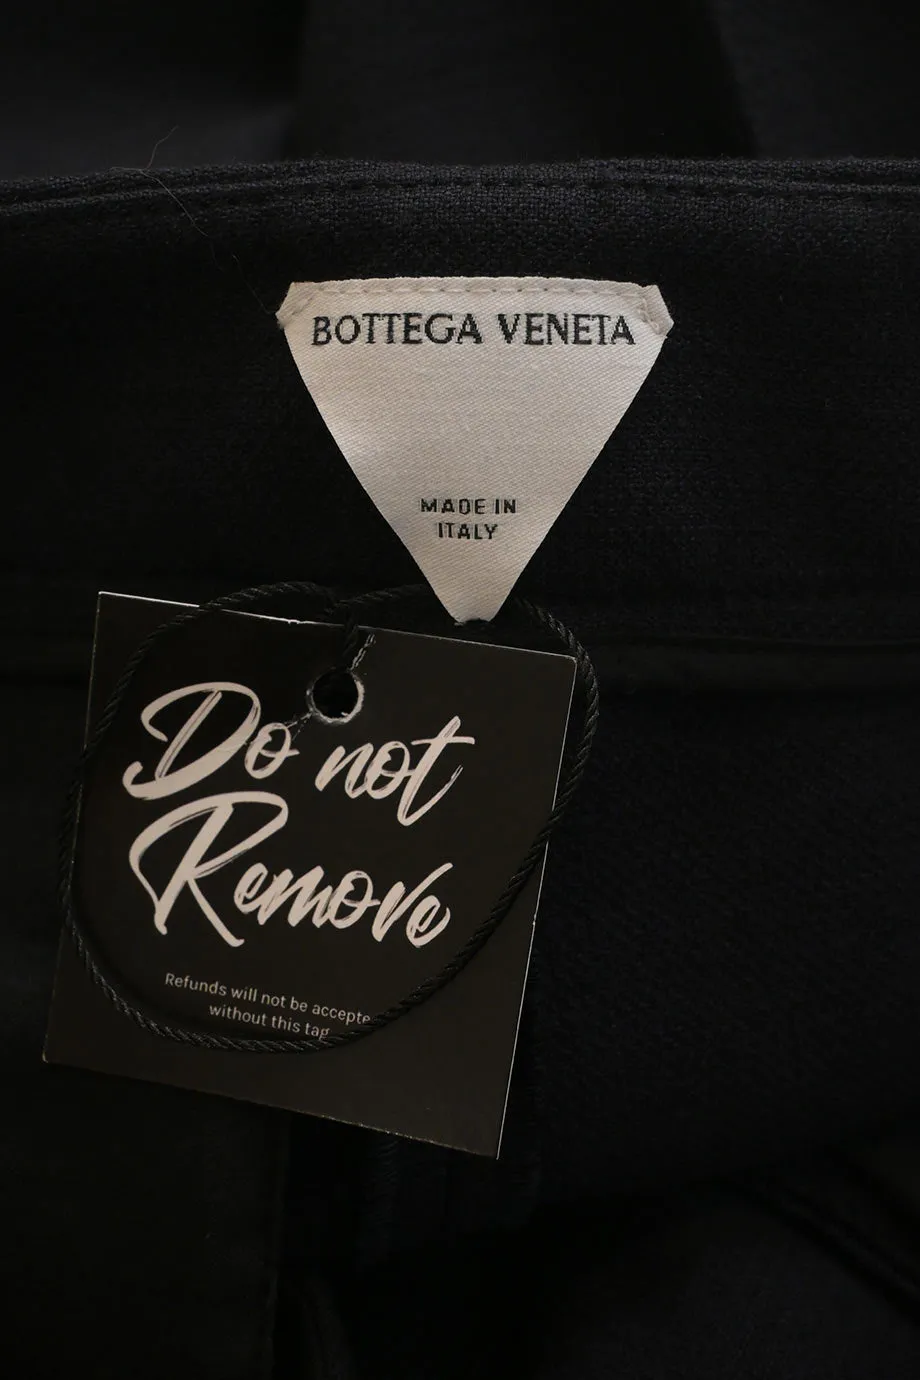 BOTTEGA VENETA
MADE IN
ITALY
Do not
Remove
Refunds will not be accepte
without this tag